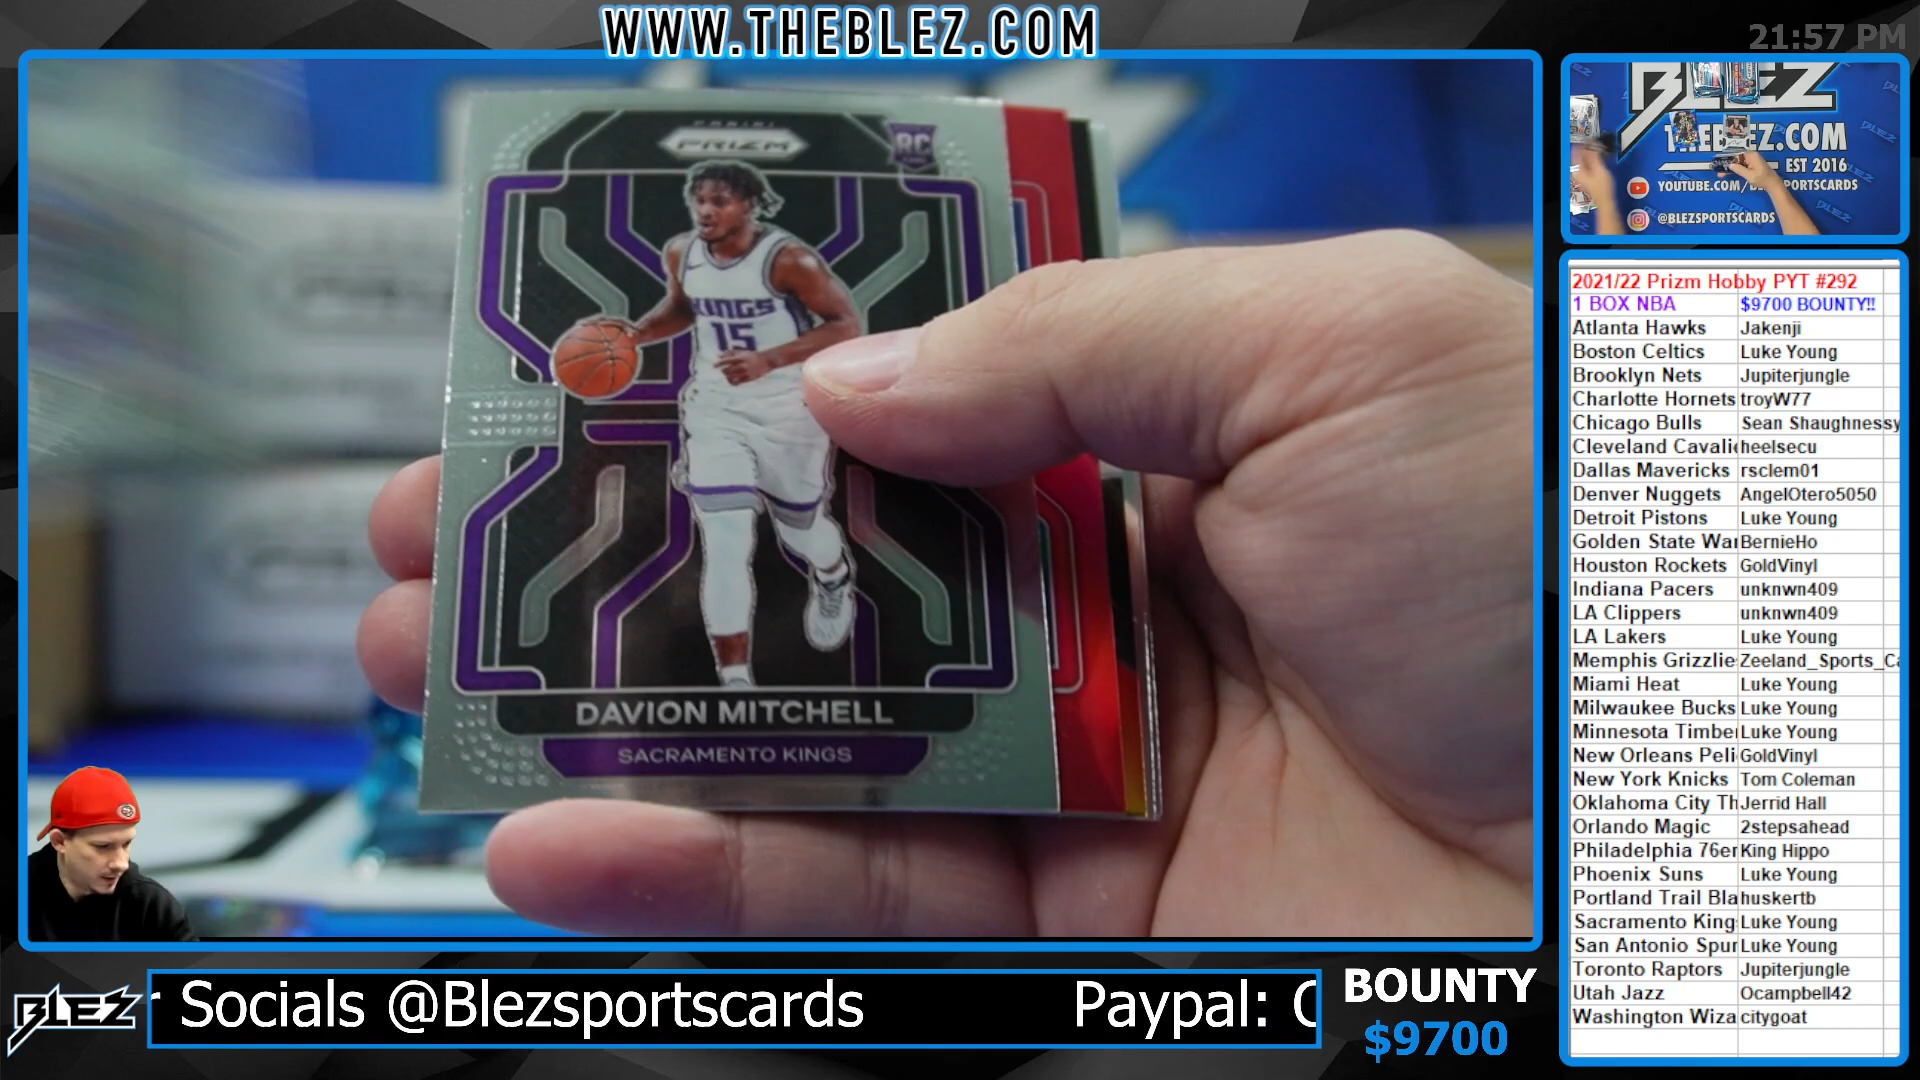 WWW.THEBLEZ.COM
21:57 PM
PANINI
PRIZM
RC
KINGS
15
DAVION MITCHELL
SACRAMENTO KINGS
BLEZ
THEBLEZ.COM
EST 2016
@BLEZSPORTSCARDS
2021/22 Prizm Hobby PYT #292
1 BOX NBA $9700 BOUNTY!!
Atlanta Hawks Jakenji
Boston Celtics Luke Young
Brooklyn Nets Jupiterjungle
Charlotte Hornets troyW77
Chicago Bulls Sean Shaughnessy
Cleveland Cavali heelsecu
Dallas Mavericks rsclem01
Denver Nuggets AngelOtero5050
Detroit Pistons Luke Young
Golden State War BernieHo
Houston Rockets GoldVinyl
Indiana Pacers unknwn409
LA Clippers unknwn409
LA Lakers Luke Young
Memphis Grizzlie Zeeland_Sports_Ca
Miami Heat Luke Young
Milwaukee Bucks Luke Young
Minnesota Timbe Luke Young
New Orleans Peli GoldVinyl
New York Knicks Tom Coleman
Oklahoma City Th Jerrid Hall
Orlando Magic 2stepsahead
Philadelphia 76er King Hippo
Phoenix Suns Luke Young
Portland Trail Bla huskertb
Sacramento King Luke Young
San Antonio Spur Luke Young
Toronto Raptors Jupiterjungle
Utah Jazz Ocampbell42
Washington Wiza citygoat
BLEZ
r Socials @Blezsportscards Paypal:
BOUNTY
$9700